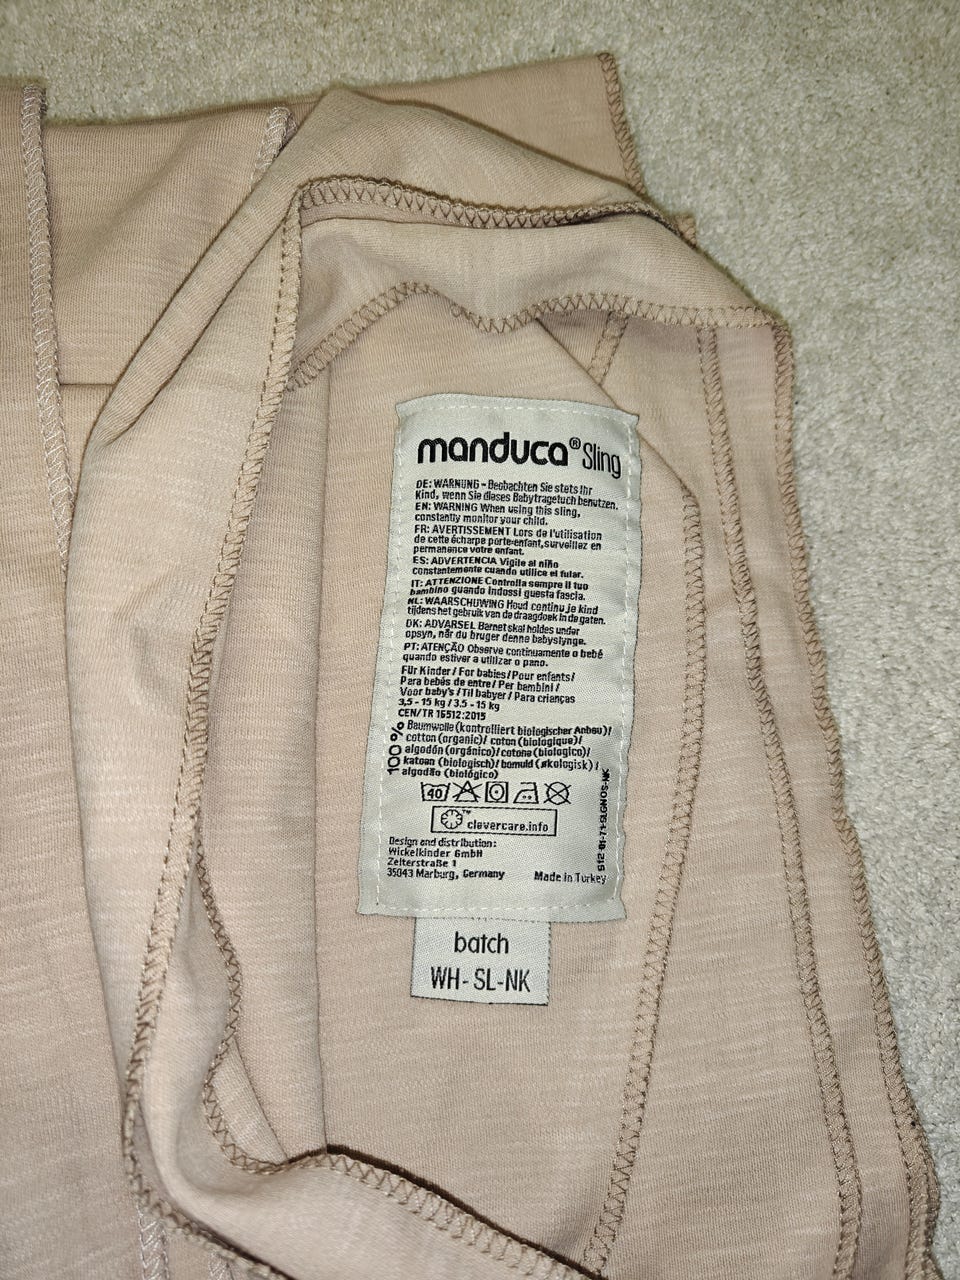 manduca® Sling
DE: WARNUNG - Beobachten Sie stets Ihr
Kind, wenn Sie dieses Babytragetuch benutzen.
EN: WARNING When using this sling,
constantly monitor your child.
FR: AVERTISSEMENT Lors de l'utilisation
de cette écharpe porte-enfant, surveillez en
permanence votre enfant.
ES: ADVERTENCIA Vigile al niño
constantemente cuando utilice el fular.
IT: ATTENZIONE Controlla sempre il tuo
bambino quando indossi questa fascia.
NL: WAARSCHUWING Houd continu je kind
tijdens het gebruik van de draagdoek in de gaten.
DK: ADVARSEL Barnet skal holdes under
opsyn, når du bruger denne babyslynge.
PT: ATENÇÃO Observe continuamente o bebé
quando estiver a utilizar o pano.
Für Kinder / For babies / Pour enfants /
Para bebés de entre / Per bambini /
Voor baby's / Til babyer / Para crianças
3,5 - 15 kg / 3.5 - 15 kg
CEN/TR 16512:2015
100%
Baumwolle (kontrolliert biologischer Anbau) /
cotton (organic) / coton (biologique) /
algodón (orgánico) / cotone (biologico) /
katoen (biologisch) / bomuld (økologisk) /
algodão (biológico)
40
clevercare.info
Design and distribution:
Wickelkinder GmbH
Zelterstraße 1
35043 Marburg, Germany
Made in Turkey
batch
WH-SL-NK